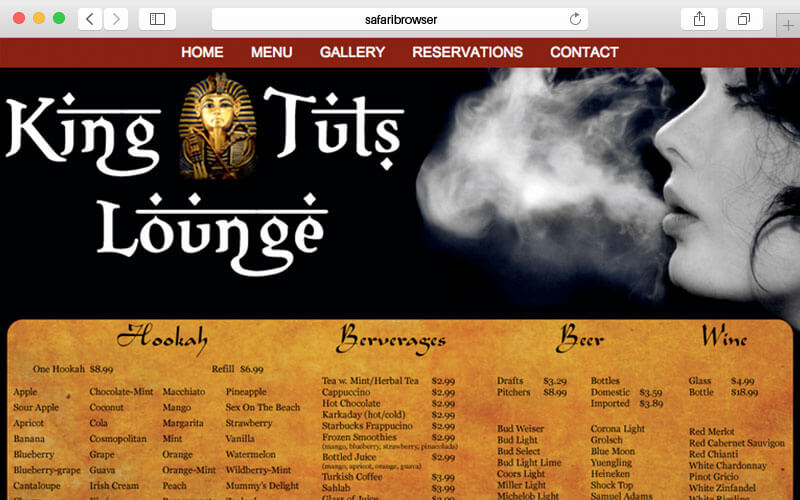 safaribrowser
HOME MENU GALLERY RESERVATIONS CONTACT
King Tuts
Lounge
Hookah
One Hookah $8.99 Refill $6.99
Apple Chocolate-Mint Macchiato Pineapple
Sour Apple Coconut Mango Sex On The Beach
Apricot Cola Margarita Strawberry
Banana Cosmopolitan Mint Vanilla
Blueberry Grape Orange Watermelon
Blueberry-grape Guava Orange-Mint Wildberry-Mint
Cantaloupe Irish Cream Peach Mummy's Delight
Berverages
Tea w. Mint/Herbal Tea $2.99
Cappuccino $2.99
Hot Chocolate $2.99
Karkaday (hot/cold) $2.99
Starbucks Frappucino $2.99
Frozen Smoothies $2.99
(mango, blueberry, strawberry, pinacolada)
Bottled Juice $2.99
(mango, apricot, orange, guava)
Turkish Coffee $3.99
Sahlab $3.99
Glass of Juice $2.99
Beer
Drafts $3.29 Bottles
Pitchers $8.99 Domestic $3.59
Imported $3.89
Bud Weiser Corona Light
Bud Light Grolsch
Bud Select Blue Moon
Bud Light Lime Yuengling
Coors Light Heineken
Miller Light Shock Top
Michelob Light Samuel Adams
Wine
Glass $4.99
Bottle $18.99
Red Merlot
Red Cabernet Sauvignon
Red Chianti
White Chardonnay
Pinot Gricio
White Zinfandel
White Riesling